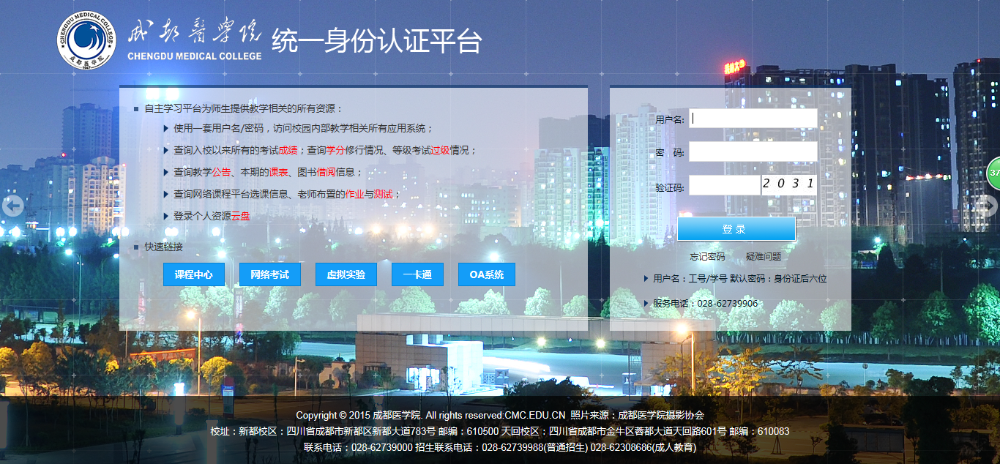 成都醫學院 统一身份认证平台
CHENGDU MEDICAL COLLEGE
CHENGDU MEDICAL COLLEGE
成都医学院
1947
自主学习平台为师生提供教学相关的所有资源：
使用一套用户名/密码，访问校园内部教学相关所有应用系统；
查询入校以来所有的考试成绩；查询学分修行情况、等级考试过级情况；
查询教学公告、本期的课表、图书借阅信息；
查询网络课程平台选课信息、老师布置的作业与测试；
登录个人资源云盘
快速链接
课程中心 网络考试 虚拟实验 一卡通 OA系统
用户名:
密 码:
验证码: 2 0 3 1
登 录
忘记密码 疑难问题
用户名：工号/学号 默认密码：身份证后六位
服务电话：028-62739906
37
Copyright © 2015 成都医学院. All rights reserved:CMC.EDU.CN 照片来源：成都医学院摄影协会
校址：新都校区：四川省成都市新都区新都大道783号 邮编：610500 天回校区：四川省成都市金牛区蓉都大道天回路601号 邮编：610083
联系电话：028-62739000 招生联系电话：028-62739988(普通招生) 028-62308686(成人教育)